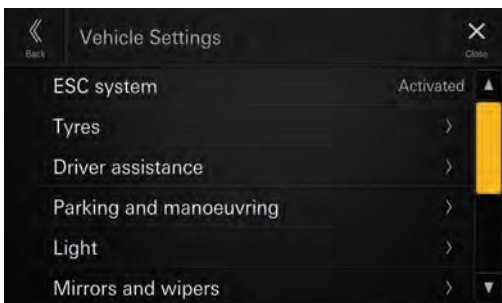 Vehicle Settings
Back
Close
ESC system Activated
Tyres
Driver assistance
Parking and manoeuvring
Light
Mirrors and wipers